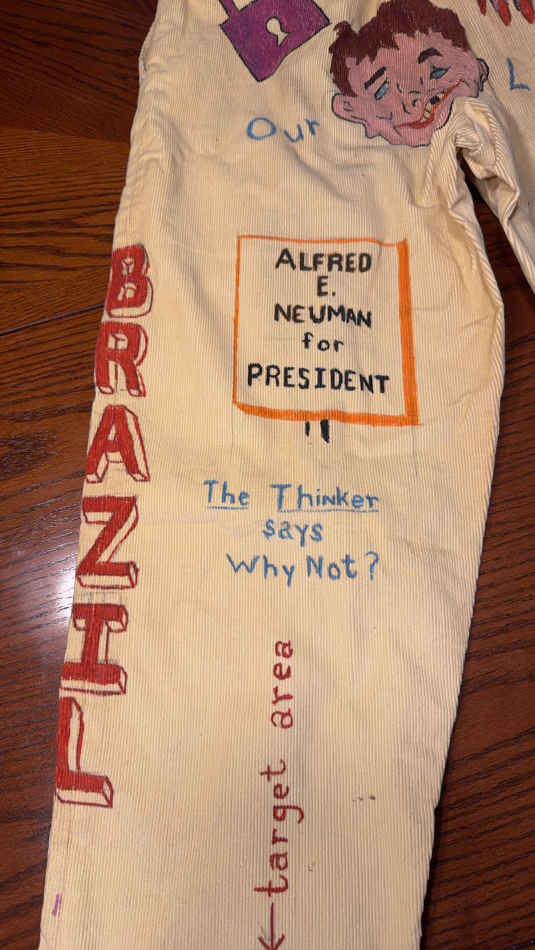 Our
L
ALFRED
E.
NEUMAN
for
PRESIDENT
BRAZIL
The Thinker
says
Why Not?
←target area